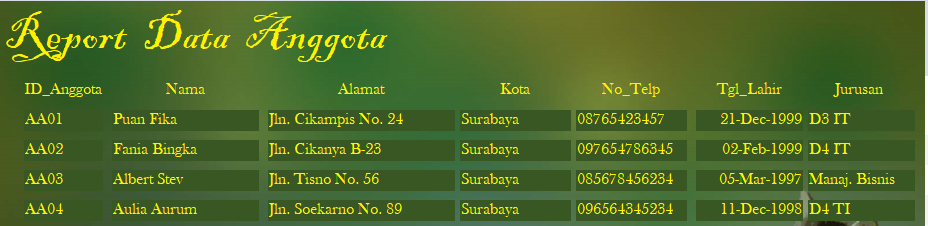 Report Data Anggota
ID_Anggota Nama Alamat Kota No_Telp Tgl_Lahir Jurusan
AA01 Puan Fika Jln. Cikampis No. 24 Surabaya 08765423457 21-Dec-1999 D3 IT
AA02 Fania Bingka Jln. Cikanya B-23 Surabaya 097654786345 02-Feb-1999 D4 IT
AA03 Albert Stev Jln. Tisno No. 56 Surabaya 085678456234 05-Mar-1997 Manaj. Bisnis
AA04 Aulia Aurum Jln. Soekarno No. 89 Surabaya 096564345234 11-Dec-1998 D4 TI